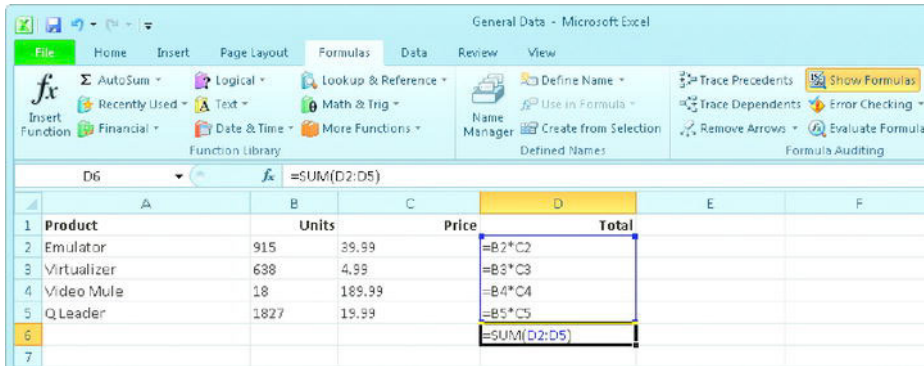 General Data - Microsoft Excel
File Home Insert Page Layout Formulas Data Review View
fx Insert Function
Σ AutoSum
Recently Used
Financial
Logical
Text
Date & Time
Lookup & Reference
Math & Trig
More Functions
Function Library
Name Manager
Define Name
Use in Formula
Create from Selection
Defined Names
Trace Precedents
Trace Dependents
Remove Arrows
Show Formulas
Error Checking
Evaluate Formula
Formula Auditing
D6 fx =SUM(D2:D5)
A B C D E F
1 Product Units Price Total
2 Emulator 915 39.99 =B2*C2
3 Virtualizer 638 4.99 =B3*C3
4 Video Mule 18 189.99 =B4*C4
5 Q Leader 1827 19.99 =B5*C5
6 =SUM(D2:D5)
7